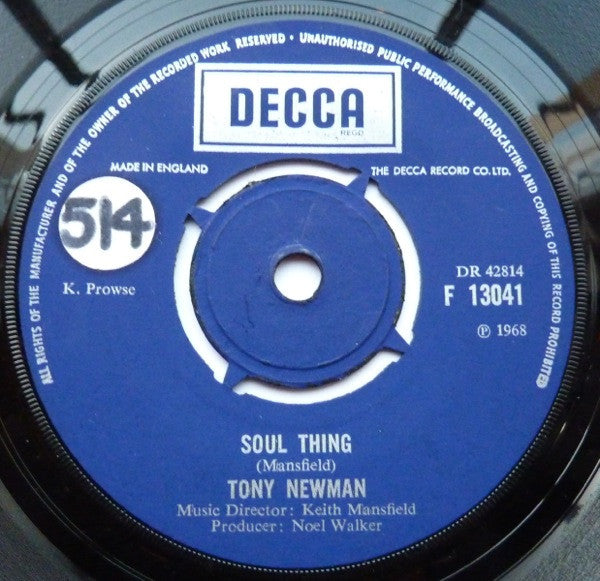 ALL RIGHTS OF THE MANUFACTURER AND OF THE OWNER OF THE RECORDED WORK RESERVED • UNAUTHORISED PUBLIC PERFORMANCE BROADCASTING AND COPYING OF THIS RECORD PROHIBITED
DECCA
REGD
MADE IN ENGLAND
THE DECCA RECORD CO. LTD.
514
K. Prowse
DR 42814
F 13041
℗ 1968
SOUL THING
(Mansfield)
TONY NEWMAN
Music Director: Keith Mansfield
Producer: Noel Walker